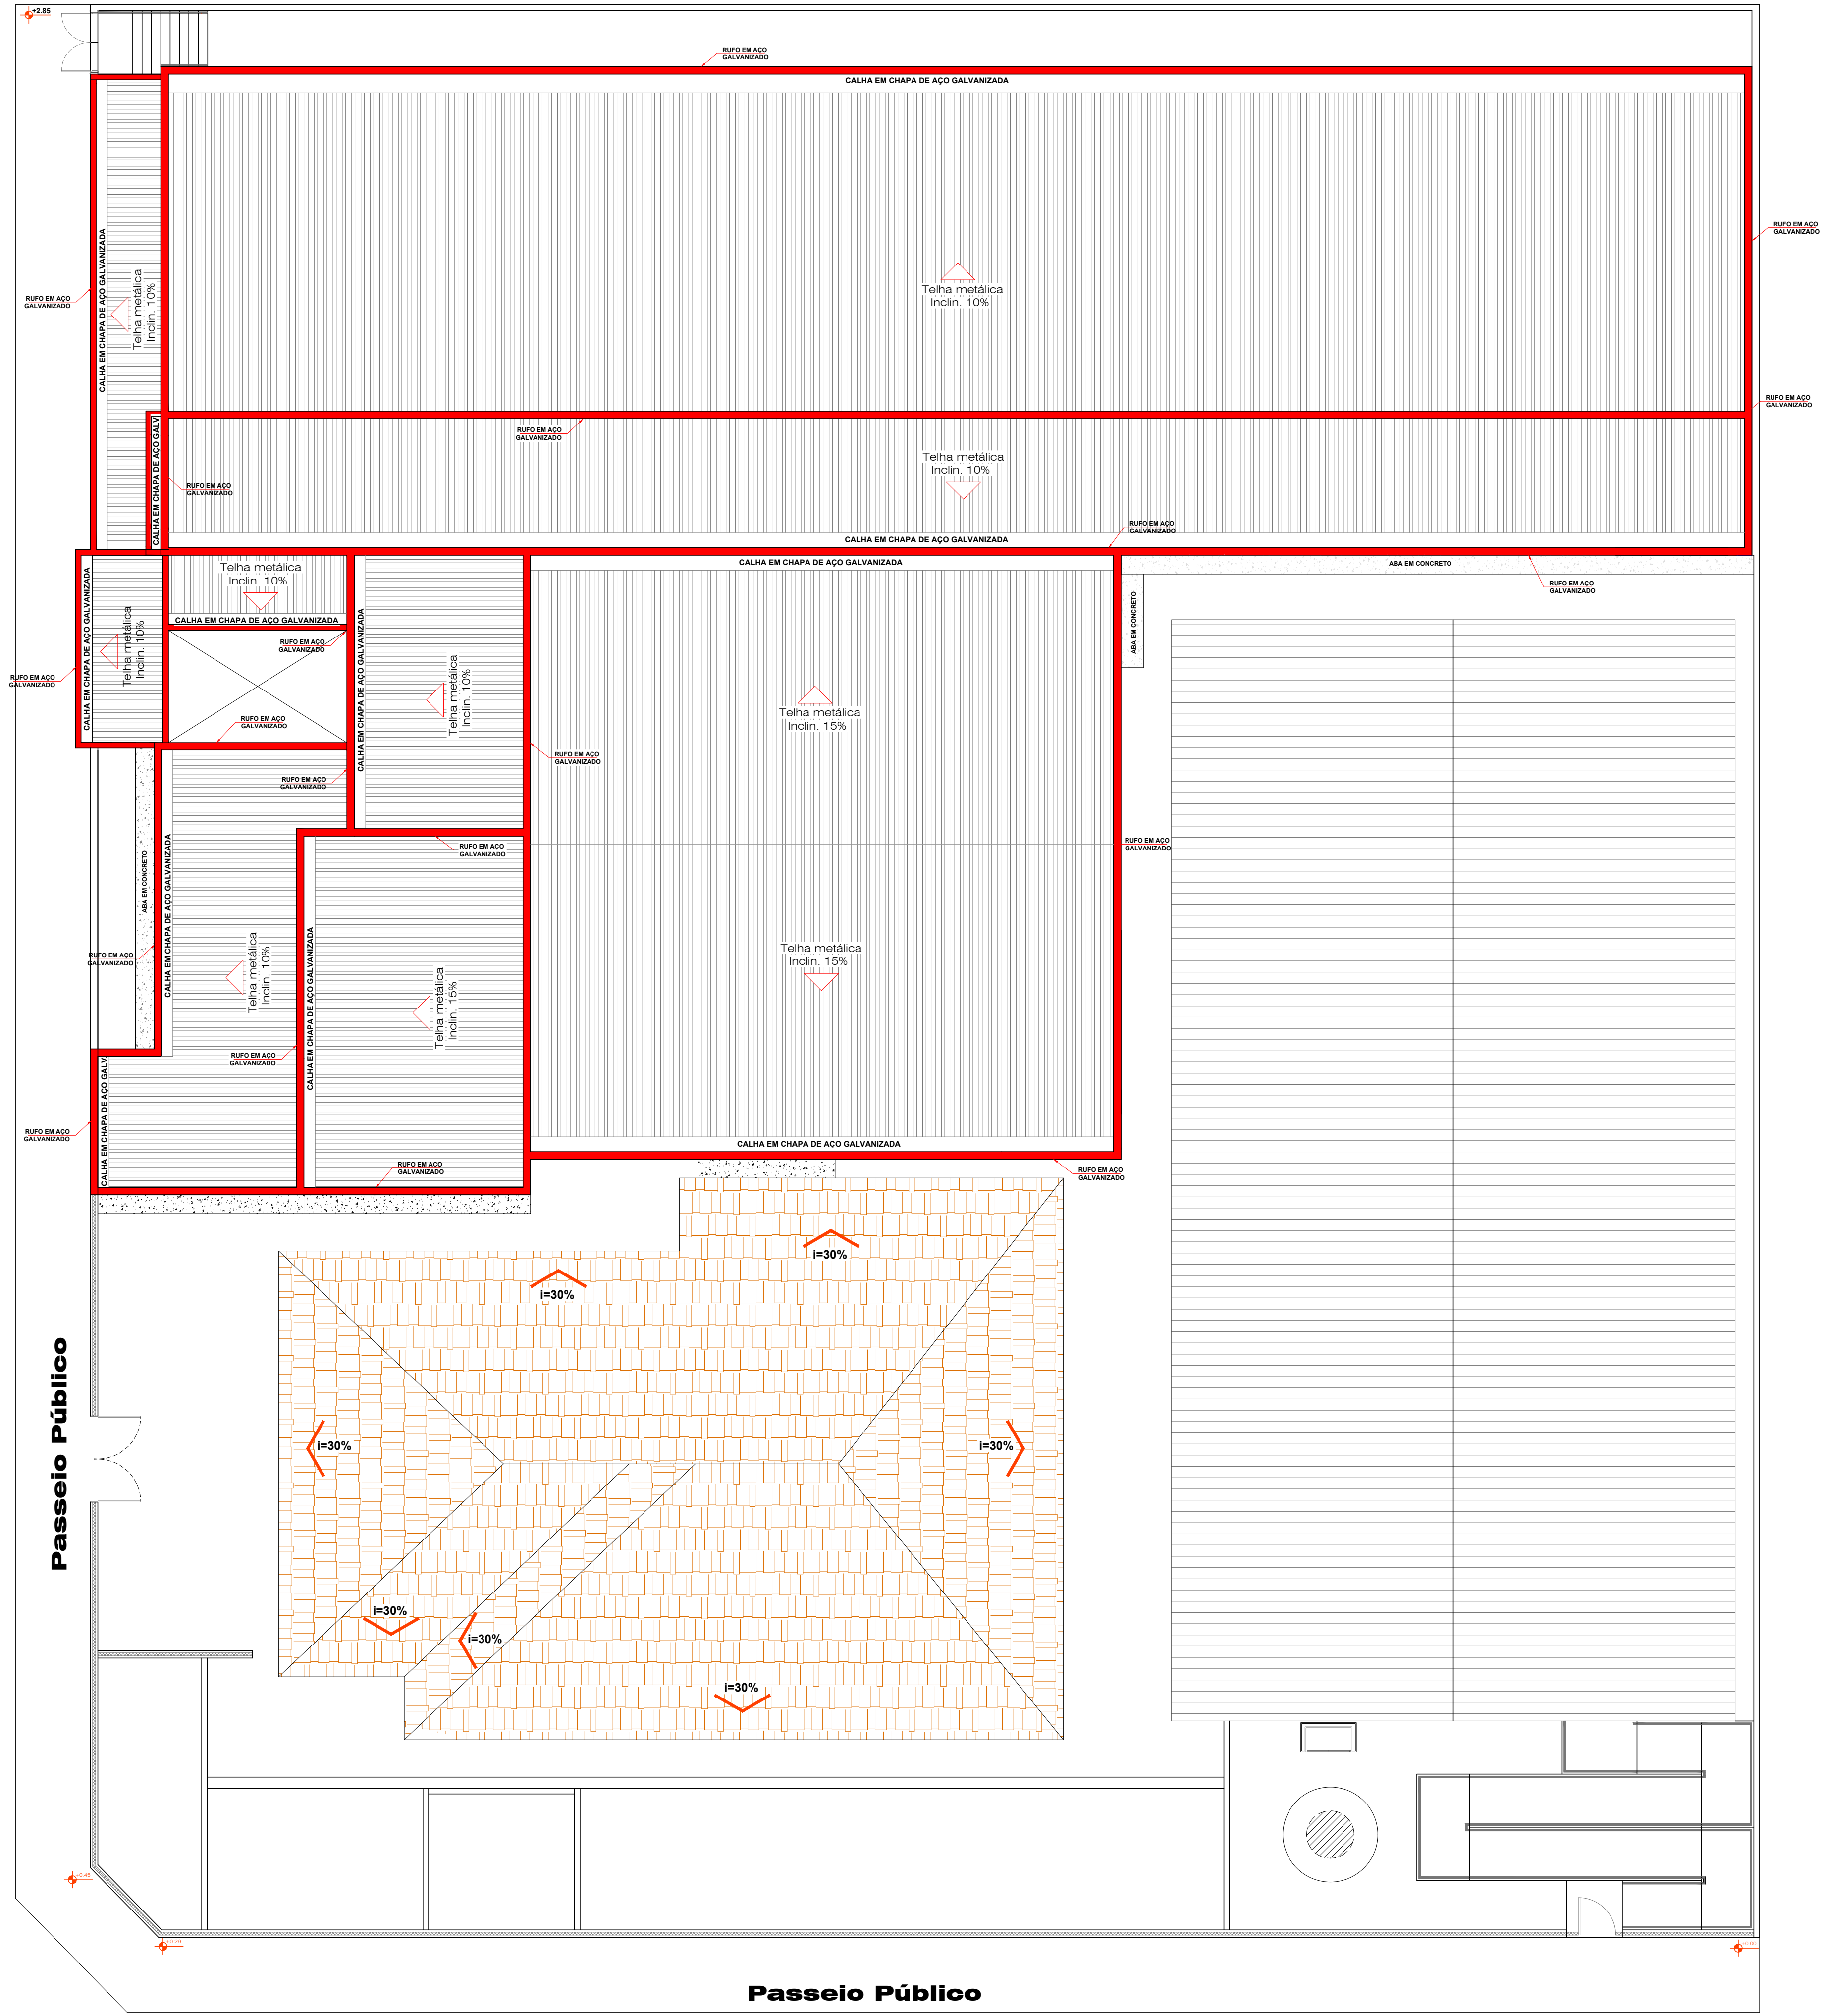 +2.85
RUFO EM AÇO
GALVANIZADO
CALHA EM CHAPA DE AÇO GALVANIZADA
RUFO EM AÇO
GALVANIZADO
CALHA EM CHAPA DE AÇO GALVANIZADA
Telha metálica
Inclin. 10%
RUFO EM AÇO
GALVANIZADO
Telha metálica
Inclin. 10%
RUFO EM AÇO
GALVANIZADO
RUFO EM AÇO
GALVANIZADO
CALHA EM CHAPA DE AÇO GALV.
RUFO EM AÇO
GALVANIZADO
Telha metálica
Inclin. 10%
RUFO EM AÇO
GALVANIZADO
CALHA EM CHAPA DE AÇO GALVANIZADA
CALHA EM CHAPA DE AÇO GALVANIZADA
ABA EM CONCRETO
RUFO EM AÇO
GALVANIZADO
ABA EM CONCRETO
Telha metálica
Inclin. 10%
CALHA EM CHAPA DE AÇO GALVANIZADA
RUFO EM AÇO
GALVANIZADO
CALHA EM CHAPA DE AÇO GALVANIZADA
Telha metálica
Inclin. 10%
RUFO EM AÇO
GALVANIZADO
CALHA EM CHAPA DE AÇO GALVANIZADA
Telha metálica
Inclin. 10%
RUFO EM AÇO
GALVANIZADO
Telha metálica
Inclin. 15%
RUFO EM AÇO
GALVANIZADO
RUFO EM AÇO
GALVANIZADO
RUFO EM AÇO
GALVANIZADO
RUFO EM AÇO
GALVANIZADO
ABA EM CONCRETO
CALHA EM CHAPA DE AÇO GALVANIZADA
RUFO EM AÇO
GALVANIZADO
Telha metálica
Inclin. 10%
CALHA EM CHAPA DE AÇO GALVANIZADA
Telha metálica
Inclin. 15%
Telha metálica
Inclin. 15%
RUFO EM AÇO
GALVANIZADO
CALHA EM CHAPA DE AÇO GALV.
RUFO EM AÇO
GALVANIZADO
CALHA EM CHAPA DE AÇO GALVANIZADA
RUFO EM AÇO
GALVANIZADO
RUFO EM AÇO
GALVANIZADO
i=30%
i=30%
i=30%
i=30%
Passeio Público
i=30%
i=30%
i=30%
+0.45
+0.20
+0.00
Passeio Público